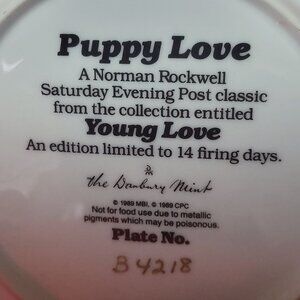 Puppy Love
A Norman Rockwell
Saturday Evening Post classic
from the collection entitled
Young Love
An edition limited to 14 firing days.
The Danbury Mint
© 1989 MBI, © 1989 CPC
Not for food use due to metallic
pigments which may be poisonous.
Plate No.
B4218